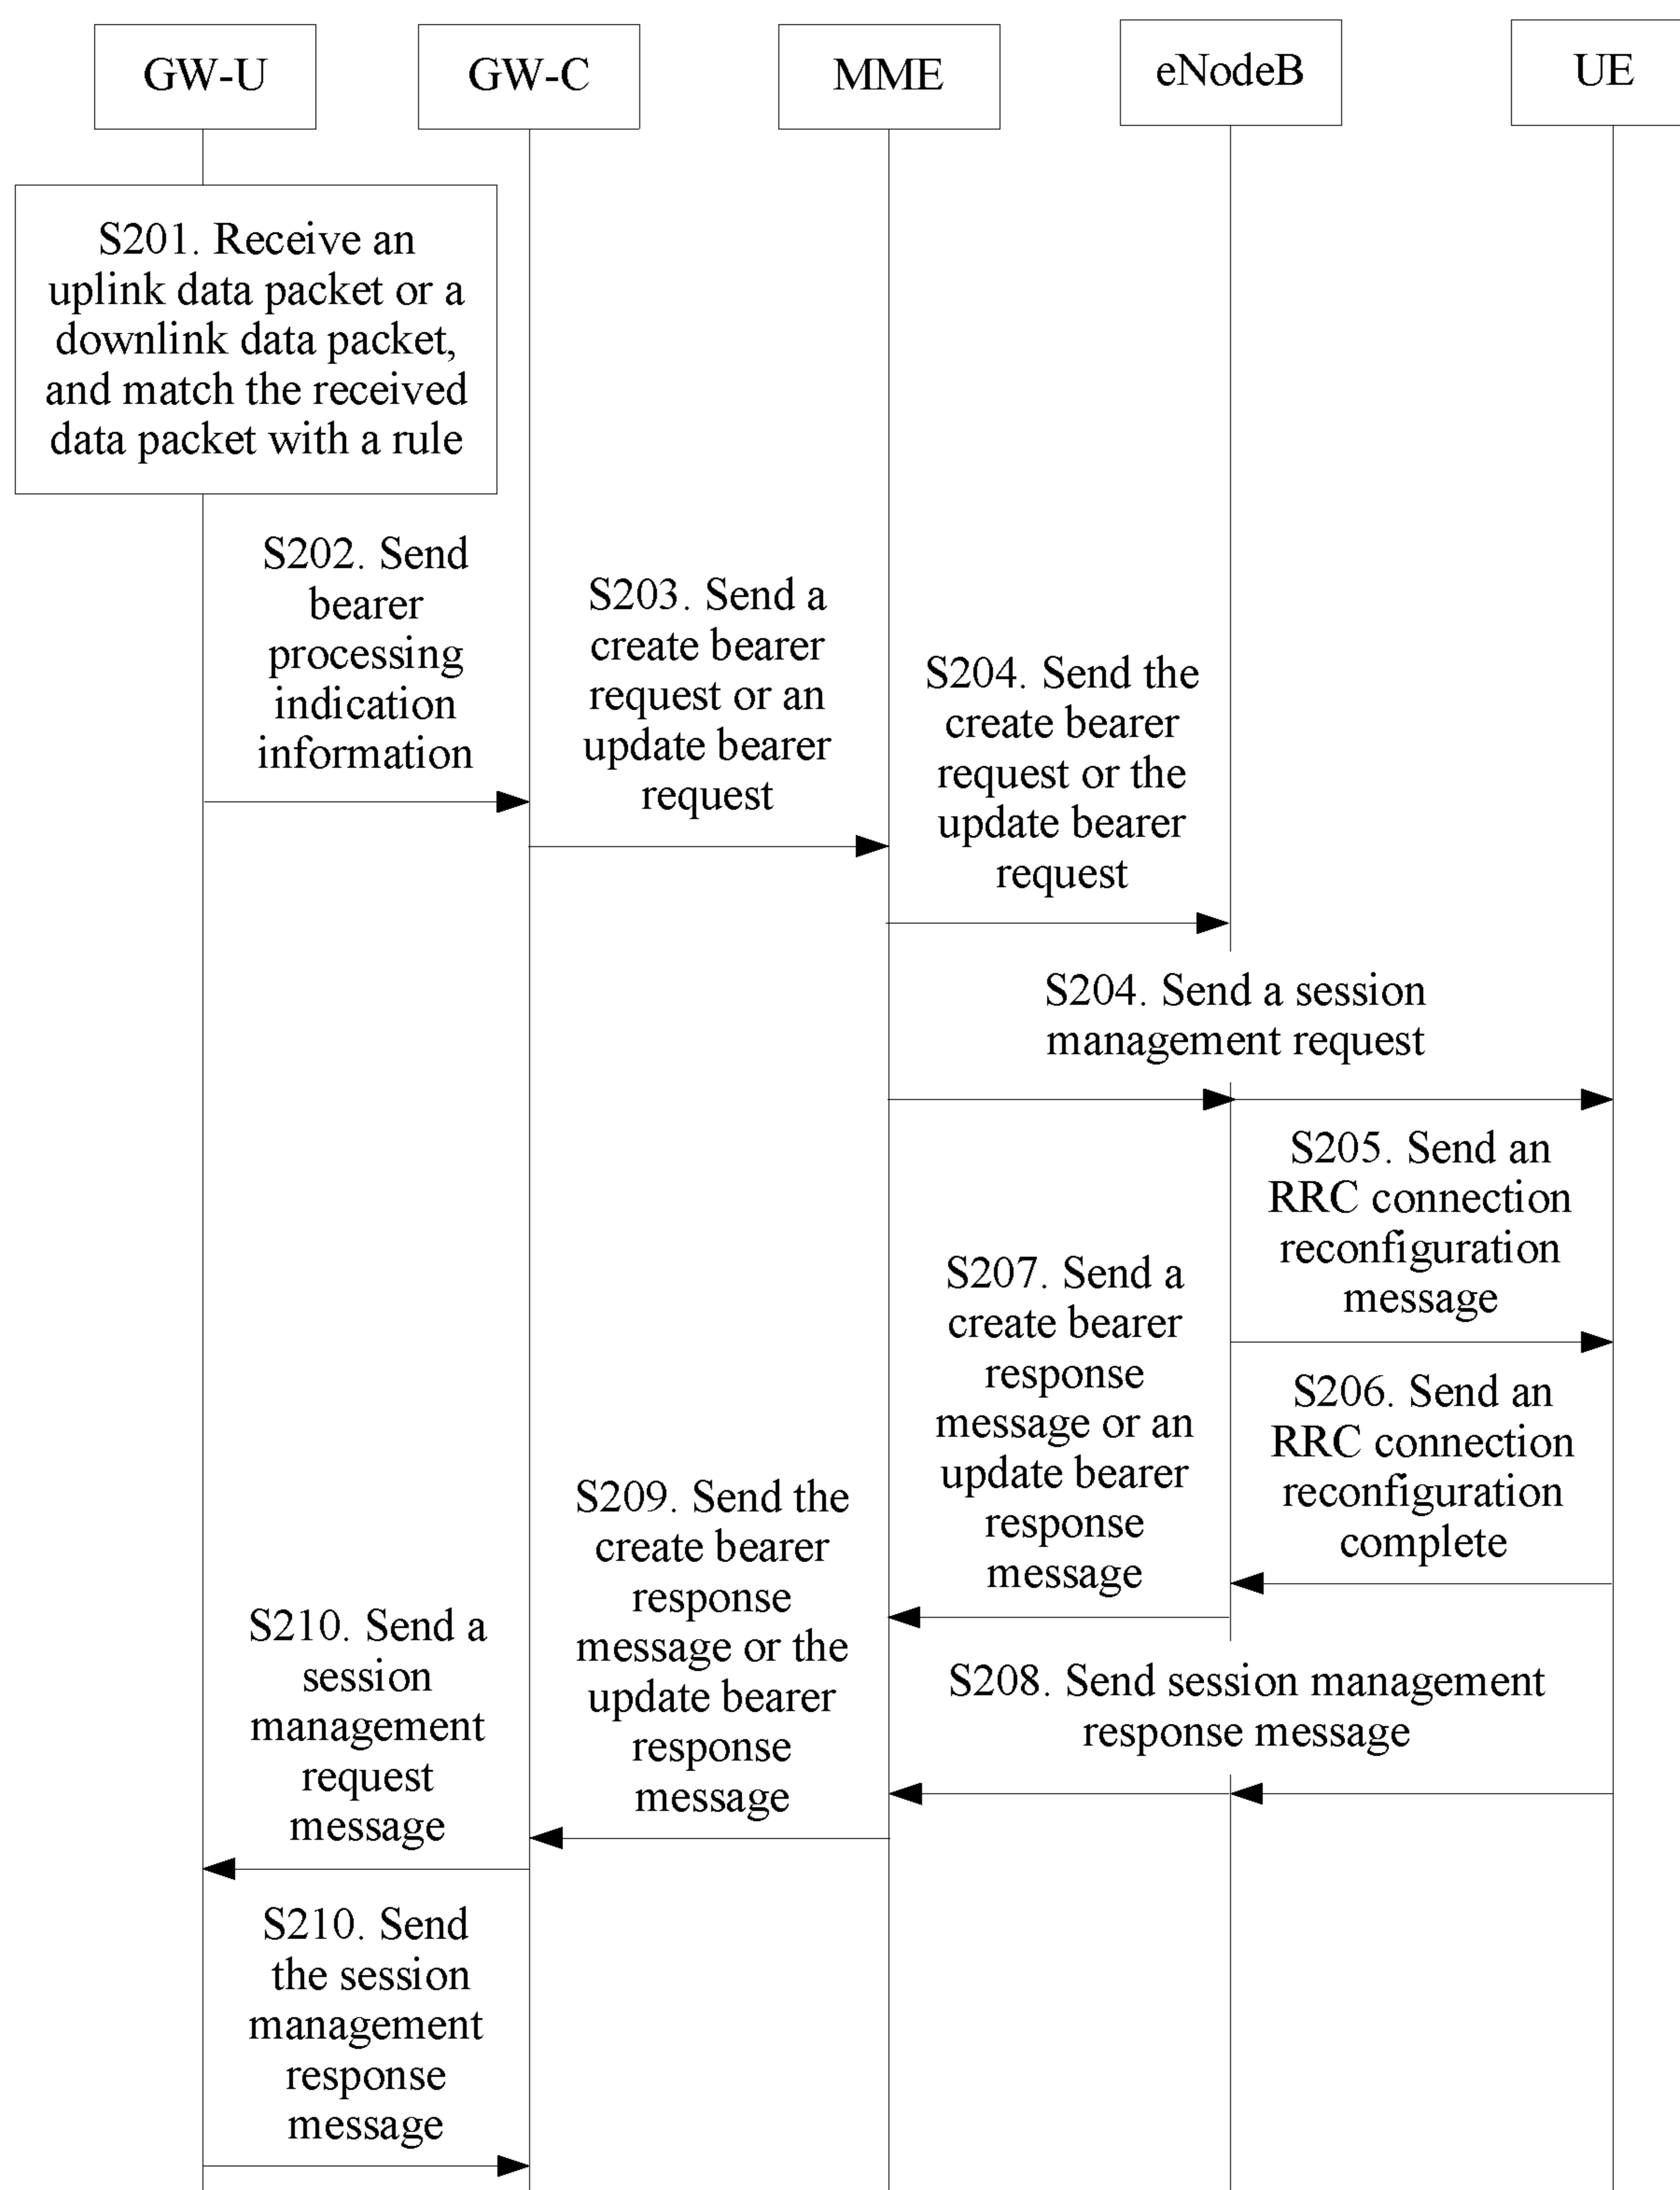 GW-U
GW-C
MME
eNodeB
UE
S201. Receive an
uplink data packet or a
downlink data packet,
and match the received
data packet with a rule
S202. Send
bearer
processing
indication
information
S203. Send a
create bearer
request or an
update bearer
request
S204. Send the
create bearer
request or the
update bearer
request
S204. Send a session
management request
S205. Send an
RRC connection
reconfiguration
message
S206. Send an
RRC connection
reconfiguration
complete
S207. Send a
create bearer
response
message or an
update bearer
response
message
S208. Send session management
response message
S209. Send the
create bearer
response
message or the
update bearer
response
message
S210. Send a
session
management
request
message
S210. Send
the session
management
response
message